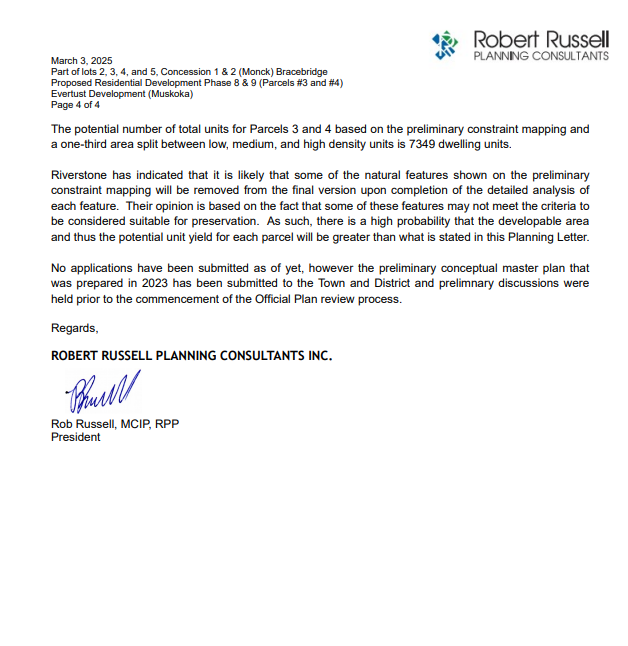 Robert Russell
PLANNING CONSULTANTS
March 3, 2025
Part of lots 2, 3, 4, and 5, Concession 1 & 2 (Monck) Bracebridge
Proposed Residential Development Phase 8 & 9 (Parcels #3 and #4)
Evertust Development (Muskoka)
Page 4 of 4
The potential number of total units for Parcels 3 and 4 based on the preliminary constraint mapping and
a one-third area split between low, medium, and high density units is 7349 dwelling units.
Riverstone has indicated that it is likely that some of the natural features shown on the preliminary
constraint mapping will be removed from the final version upon completion of the detailed analysis of
each feature. Their opinion is based on the fact that some of these features may not meet the criteria to
be considered suitable for preservation. As such, there is a high probability that the developable area
and thus the potential unit yield for each parcel will be greater than what is stated in this Planning Letter.
No applications have been submitted as of yet, however the preliminary conceptual master plan that
was prepared in 2023 has been submitted to the Town and District and prelimnary discussions were
held prior to the commencement of the Official Plan review process.
Regards,
ROBERT RUSSELL PLANNING CONSULTANTS INC.
Rob Russell, MCIP, RPP
President